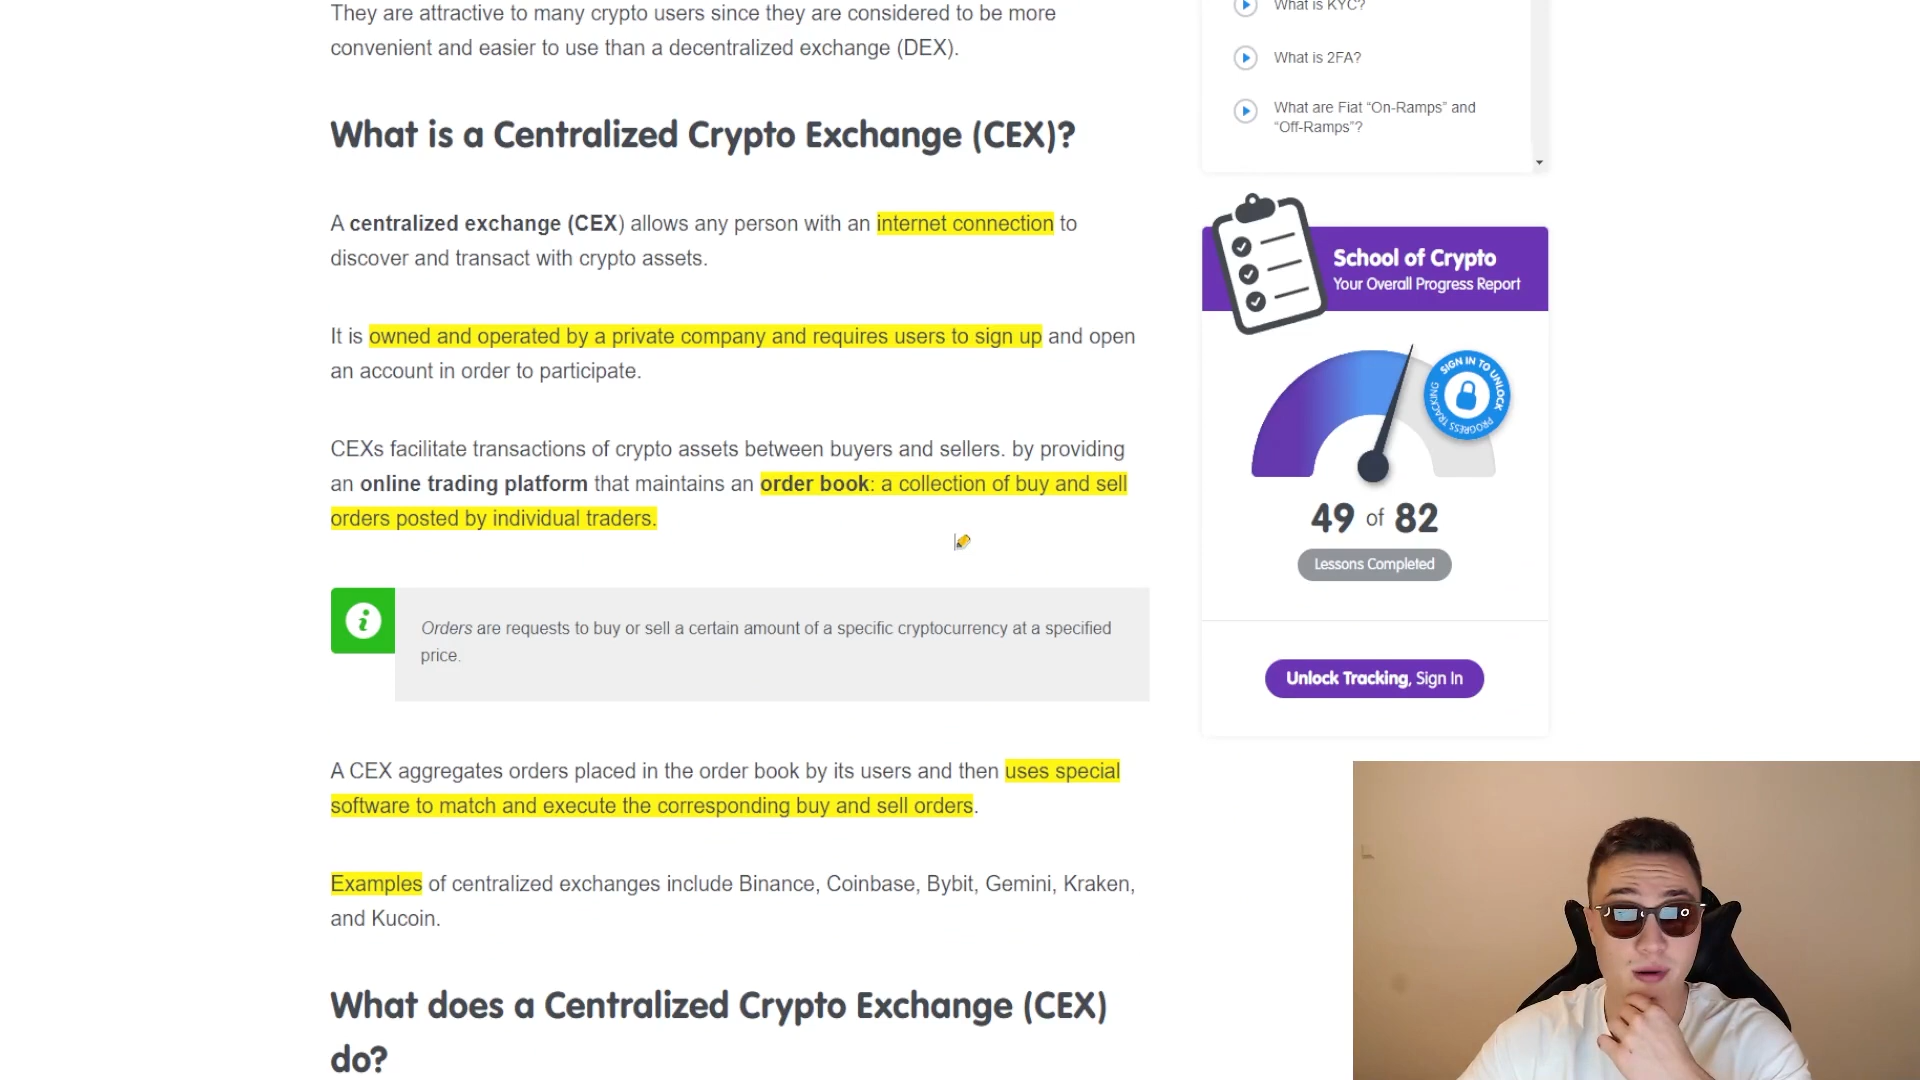 They are attractive to many crypto users since they are considered to be more
convenient and easier to use than a decentralized exchange (DEX).
What is a Centralized Crypto Exchange (CEX)?
A centralized exchange (CEX) allows any person with an internet connection to
discover and transact with crypto assets.
It is owned and operated by a private company and requires users to sign up and open
an account in order to participate.
CEXs facilitate transactions of crypto assets between buyers and sellers. by providing
an online trading platform that maintains an order book: a collection of buy and sell
orders posted by individual traders.
Orders are requests to buy or sell a certain amount of a specific cryptocurrency at a specified
price.
A CEX aggregates orders placed in the order book by its users and then uses special
software to match and execute the corresponding buy and sell orders.
Examples of centralized exchanges include Binance, Coinbase, Bybit, Gemini, Kraken,
and Kucoin.
What does a Centralized Crypto Exchange (CEX)
do?
What is KYC?
What is 2FA?
What are Fiat “On-Ramps” and
“Off-Ramps”?
School of Crypto
Your Overall Progress Report
SIGN IN TO UNLOCK
PROGRESS TRACKING
49 of 82
Lessons Completed
Unlock Tracking, Sign In